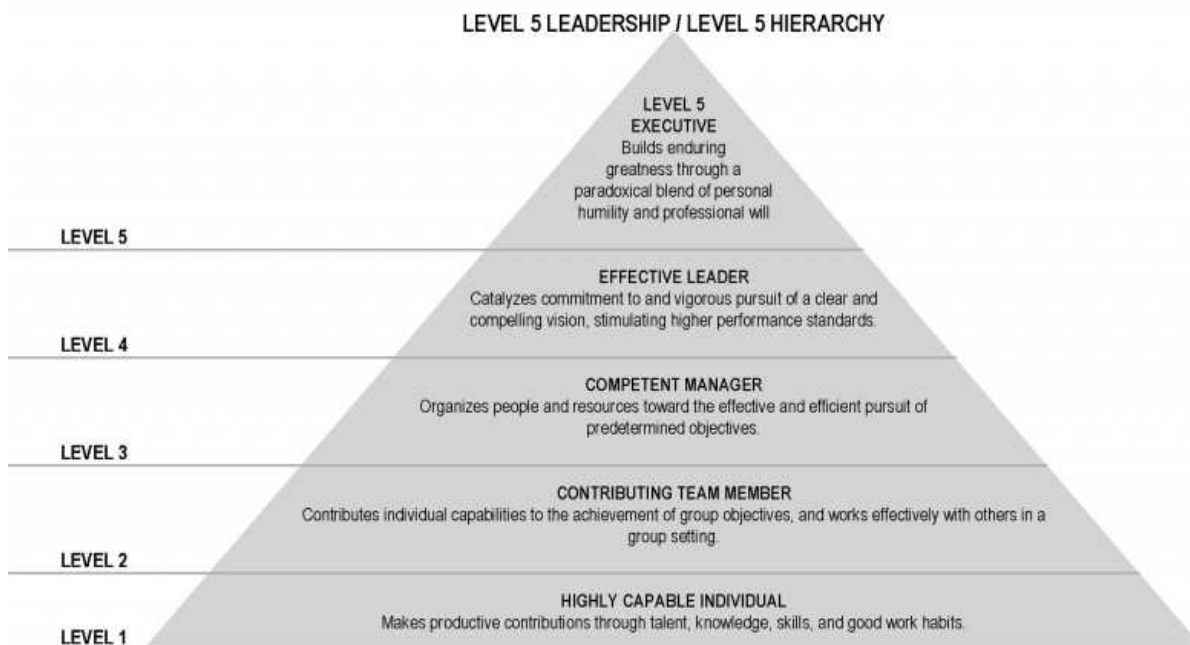 LEVEL 5 LEADERSHIP / LEVEL 5 HIERARCHY
LEVEL 5
EXECUTIVE
Builds enduring
greatness through a
paradoxical blend of personal
humility and professional will
LEVEL 5
EFFECTIVE LEADER
Catalyzes commitment to and vigorous pursuit of a clear and
compelling vision, stimulating higher performance standards.
LEVEL 4
COMPETENT MANAGER
Organizes people and resources toward the effective and efficient pursuit of
predetermined objectives.
LEVEL 3
CONTRIBUTING TEAM MEMBER
Contributes individual capabilities to the achievement of group objectives, and works effectively with others in a
group setting.
LEVEL 2
HIGHLY CAPABLE INDIVIDUAL
Makes productive contributions through talent, knowledge, skills, and good work habits.
LEVEL 1